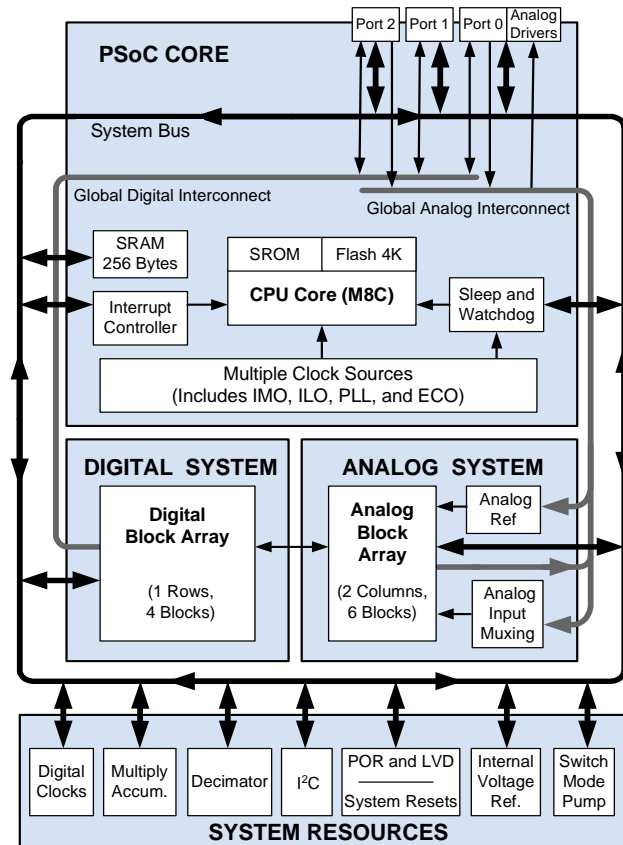 Port 2
Port 1
Port 0
Analog
Drivers
PSoC CORE
System Bus
Global Digital Interconnect
Global Analog Interconnect
SRAM
256 Bytes
SROM
Flash 4K
CPU Core (M8C)
Interrupt
Controller
Sleep and
Watchdog
Multiple Clock Sources
(Includes IMO, ILO, PLL, and ECO)
DIGITAL SYSTEM
Digital
Block Array
(1 Rows,
4 Blocks)
ANALOG SYSTEM
Analog
Block
Array
(2 Columns,
6 Blocks)
Analog
Ref
Analog
Input
Muxing
Digital
Clocks
Multiply
Accum.
Decimator
I²C
POR and LVD
System Resets
Internal
Voltage
Ref.
Switch
Mode
Pump
SYSTEM RESOURCES